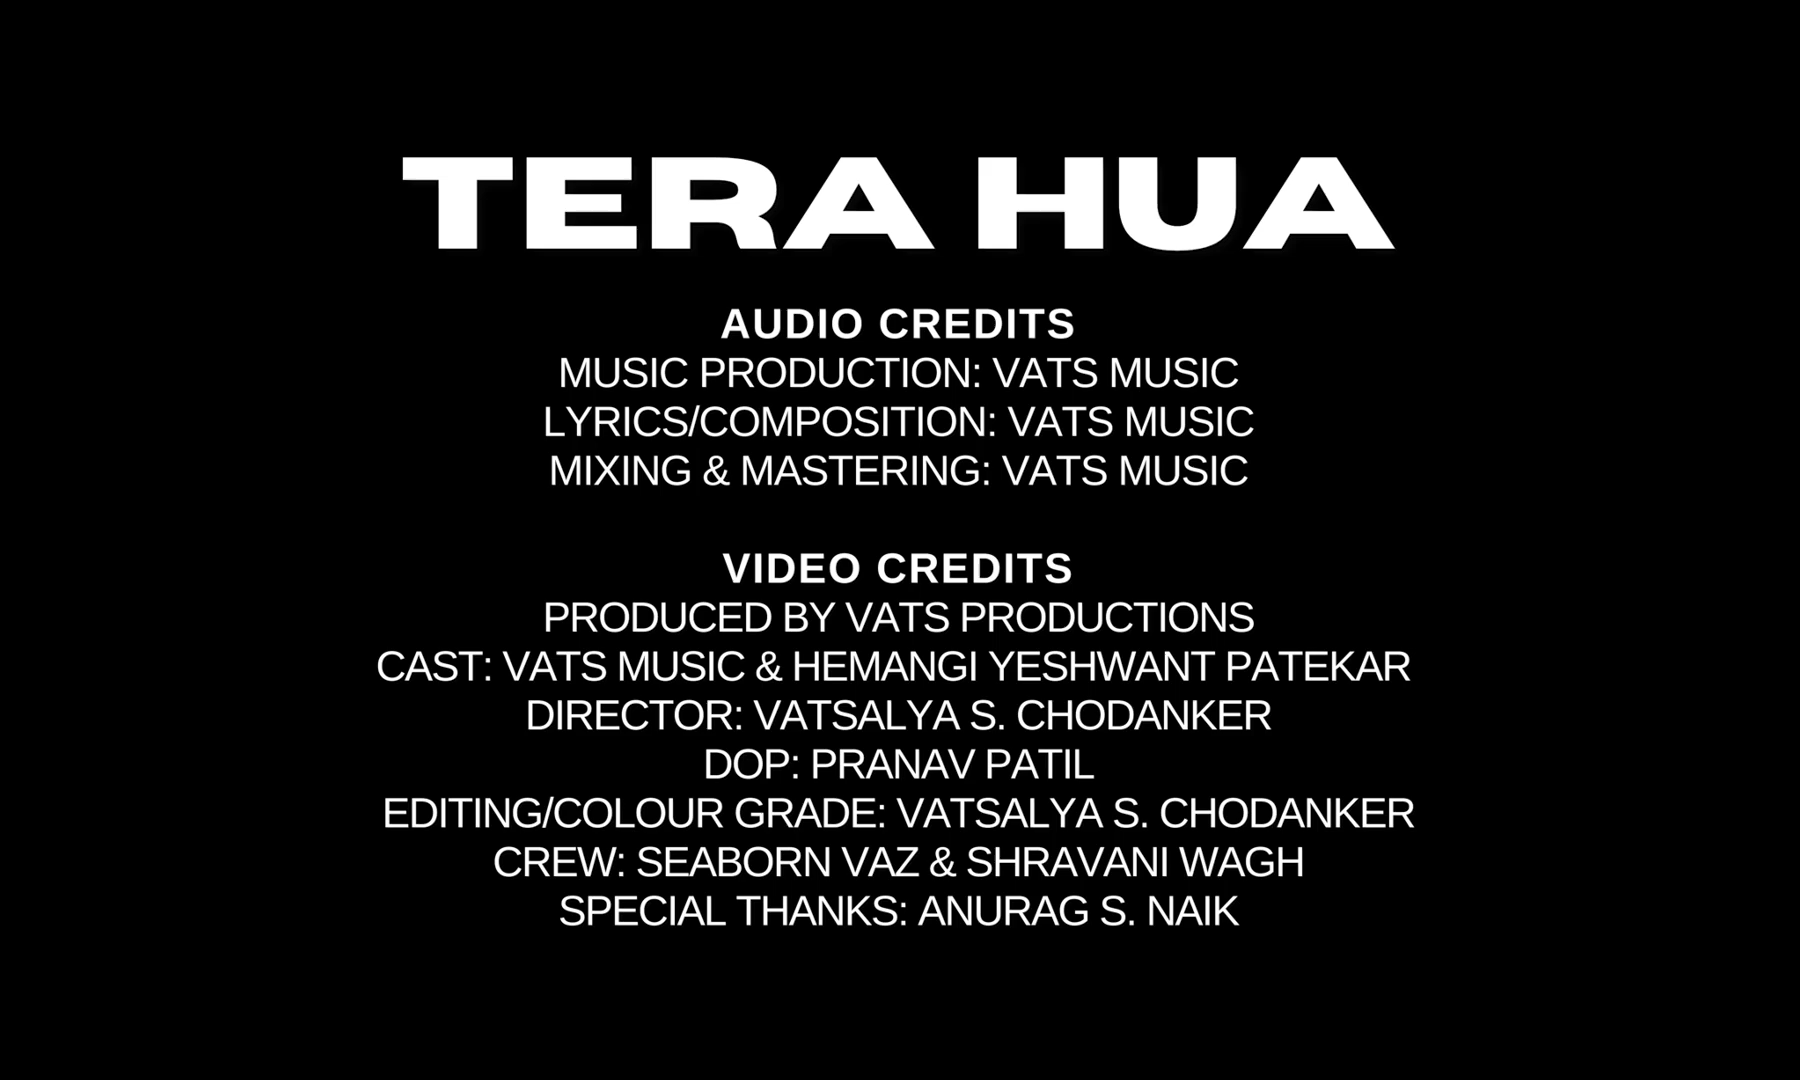 TERA HUA
AUDIO CREDITS
MUSIC PRODUCTION: VATS MUSIC
LYRICS/COMPOSITION: VATS MUSIC
MIXING & MASTERING: VATS MUSIC
VIDEO CREDITS
PRODUCED BY VATS PRODUCTIONS
CAST: VATS MUSIC & HEMANGI YESHWANT PATEKAR
DIRECTOR: VATSALYA S. CHODANKER
DOP: PRANAV PATIL
EDITING/COLOUR GRADE: VATSALYA S. CHODANKER
CREW: SEABORN VAZ & SHRAVANI WAGH
SPECIAL THANKS: ANURAG S. NAIK